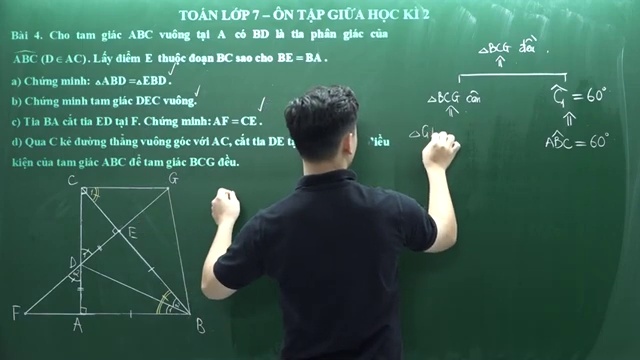 TOÁN LỚP 7 – ÔN TẬP GIỮA HỌC KÌ 2
Bài 4. Cho tam giác ABC vuông tại A có BD là tia phân giác của
ABC (D ∈ AC). Lấy điểm E thuộc đoạn BC sao cho BE = BA.
a) Chứng minh: △ABD = △EBD.
b) Chứng minh tam giác DEC vuông.
c) Tia BA cắt tia ED tại F. Chứng minh: AF = CE.
d) Qua C kẻ đường thẳng vuông góc với AC, cắt tia DE
kiện của tam giác ABC để tam giác BCG đều.
△BCG đều.
⇑
△BCG cân
C₁ = 60°
⇑
⇑
△G
ABC = 60°
C
G
E
D
F
A
B